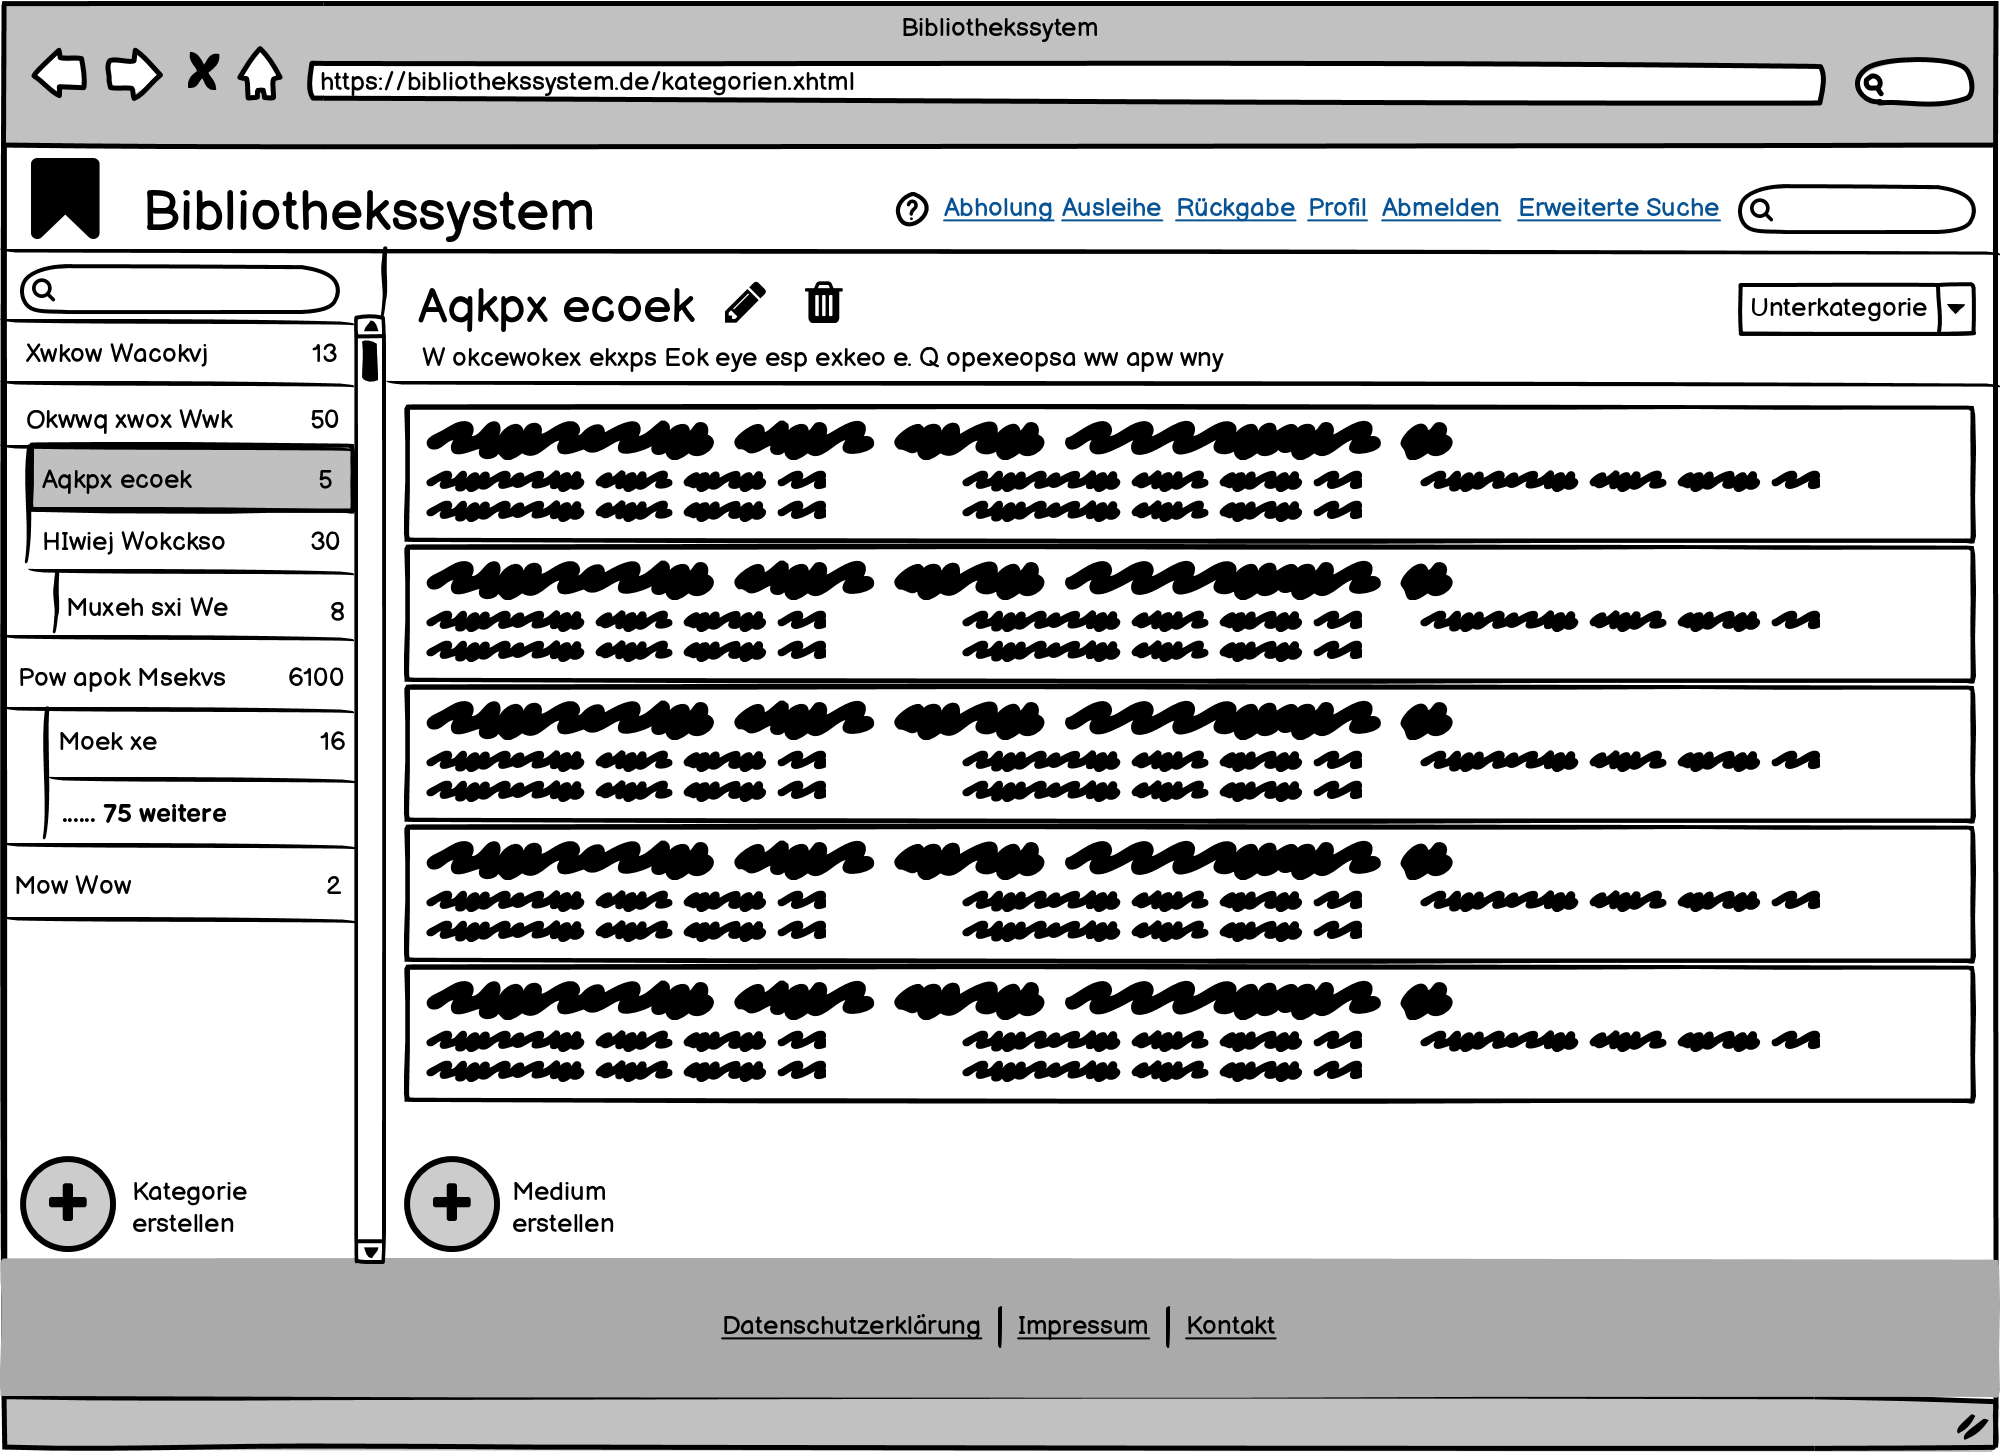 Bibliothekssytem
https://bibliothekssystem.de/kategorien.xhtml
Bibliothekssystem
? Abholung Ausleihe Rückgabe Profil Abmelden Erweiterte Suche
Aqkpx ecoek
Unterkategorie
W okcewokex ekxps Eok eye esp exkeo e. Q opexeopsa ww apw wny
Xwkow Wacokvj 13
Okwwq xwox Wwk 50
Aqkpx ecoek 5
HIwiej Wokckso 30
Muxeh sxi We 8
Pow apok Msekvs 6100
Moek xe 16
...... 75 weitere
Mow Wow 2
Kategorie
erstellen
Medium
erstellen
Datenschutzerklärung | Impressum | Kontakt